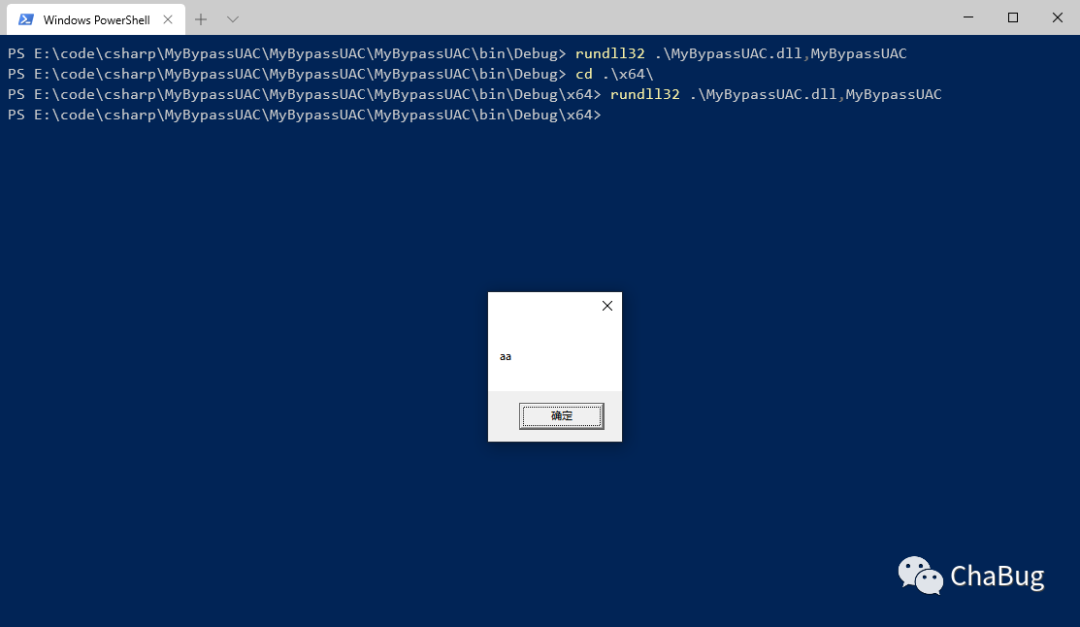 Windows PowerShell
PS E:\code\csharp\MyBypassUAC\MyBypassUAC\MyBypassUAC\bin\Debug> rundll32 .\MyBypassUAC.dll,MyBypassUAC
PS E:\code\csharp\MyBypassUAC\MyBypassUAC\MyBypassUAC\bin\Debug> cd .\x64\
PS E:\code\csharp\MyBypassUAC\MyBypassUAC\MyBypassUAC\bin\Debug\x64> rundll32 .\MyBypassUAC.dll,MyBypassUAC
PS E:\code\csharp\MyBypassUAC\MyBypassUAC\MyBypassUAC\bin\Debug\x64>
aa
确定
ChaBug